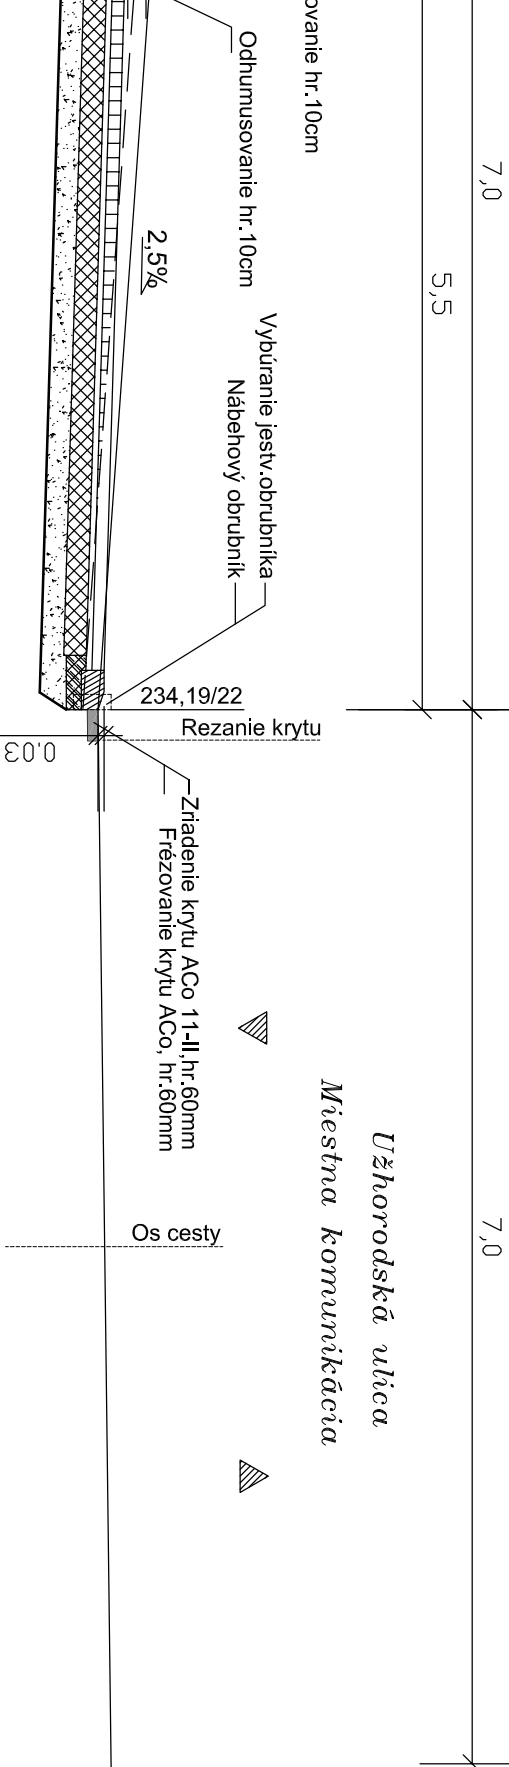 ovanie hr.10cm
Odhumusovanie hr.10cm
7,0
5,5
2,5%
Vybúranie jestv.obrubníka
Nábehový obrubník
234,19/22
Rezanie krytu
0.03
Zriadenie krytu ACo 11-II,hr.60mm
Frézovanie krytu ACo, hr.60mm
Užhorodská ulica
Miestna komunikácia
Os cesty
7,0